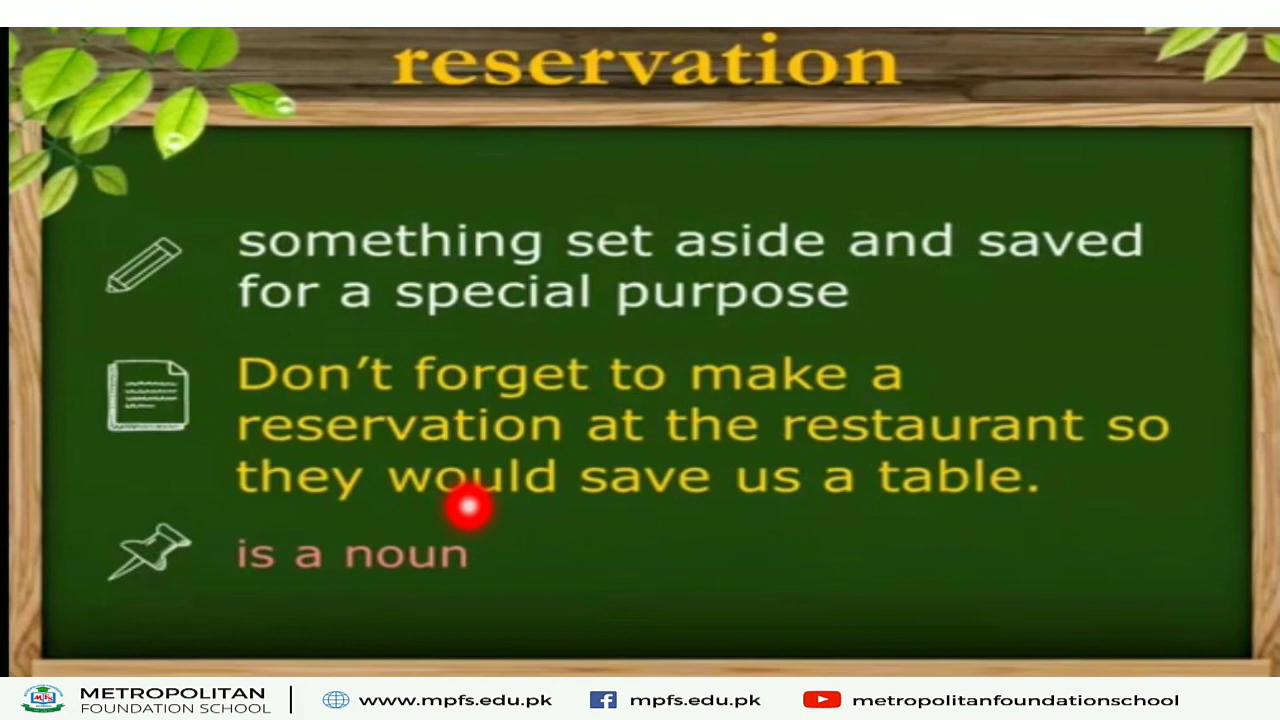 reservation
something set aside and saved
for a special purpose
Don’t forget to make a
reservation at the restaurant so
they would save us a table.
is a noun
METROPOLITAN
FOUNDATION SCHOOL
www.mpfs.edu.pk
mpfs.edu.pk
metropolitanfoundationschool